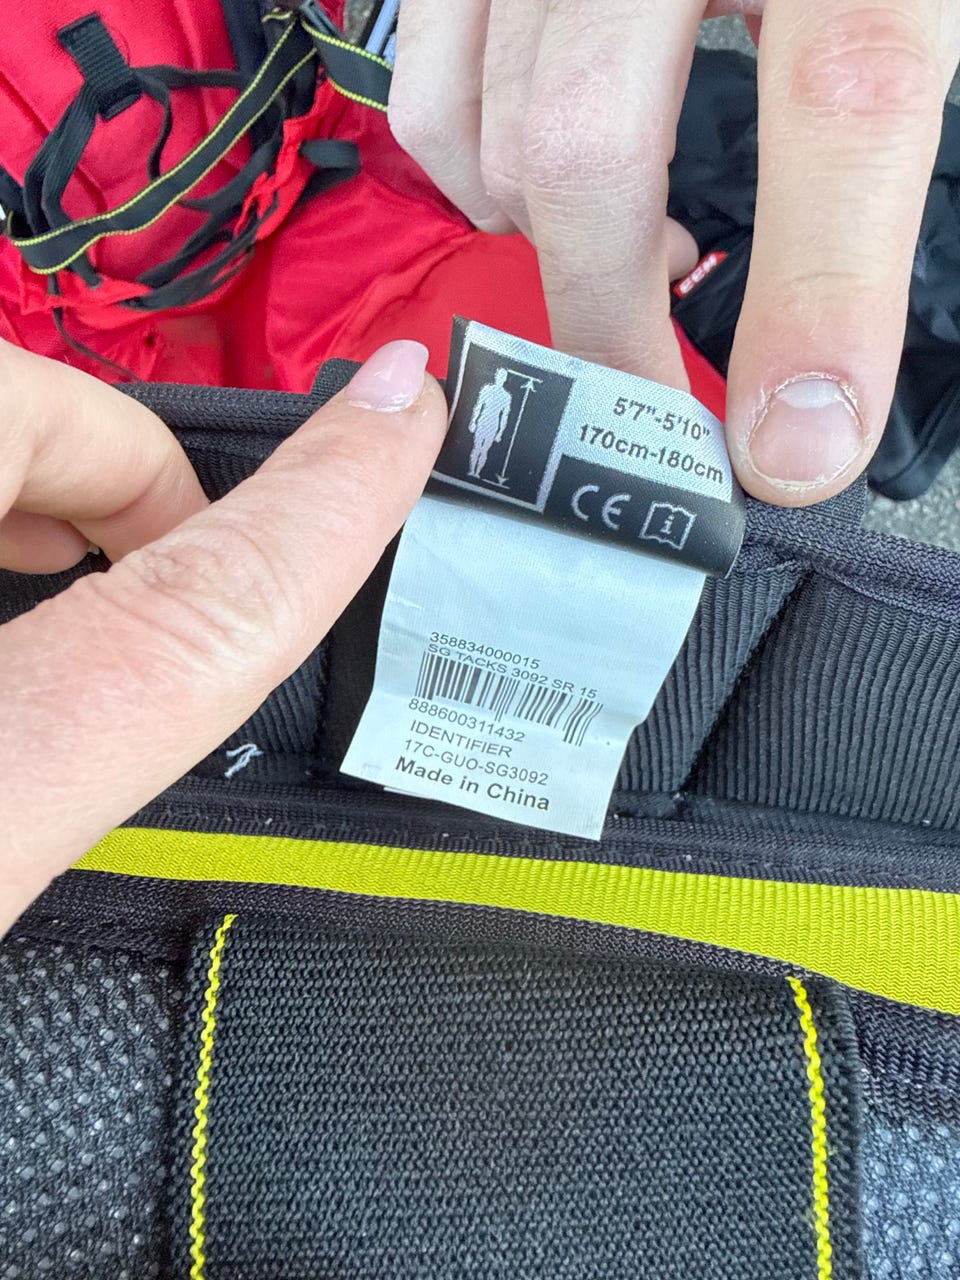 CCM
5'7"-5'10"
170cm-180cm
CE
358834000015
SG TACKS 3092 SR 15
888600311432
IDENTIFIER
17C-GUO-SG3092
Made in China